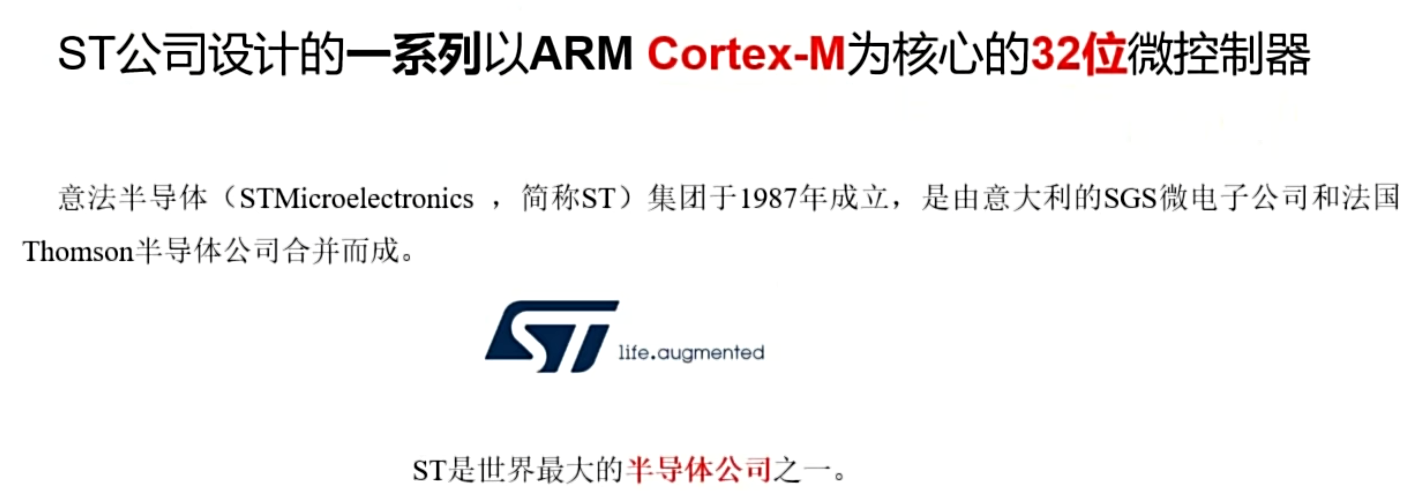 ST公司设计的一系列以ARM Cortex-M为核心的32位微控制器
意法半导体（STMicroelectronics ，简称ST）集团于1987年成立，是由意大利的SGS微电子公司和法国
Thomson半导体公司合并而成。
ST life.augmented
ST是世界最大的半导体公司之一。